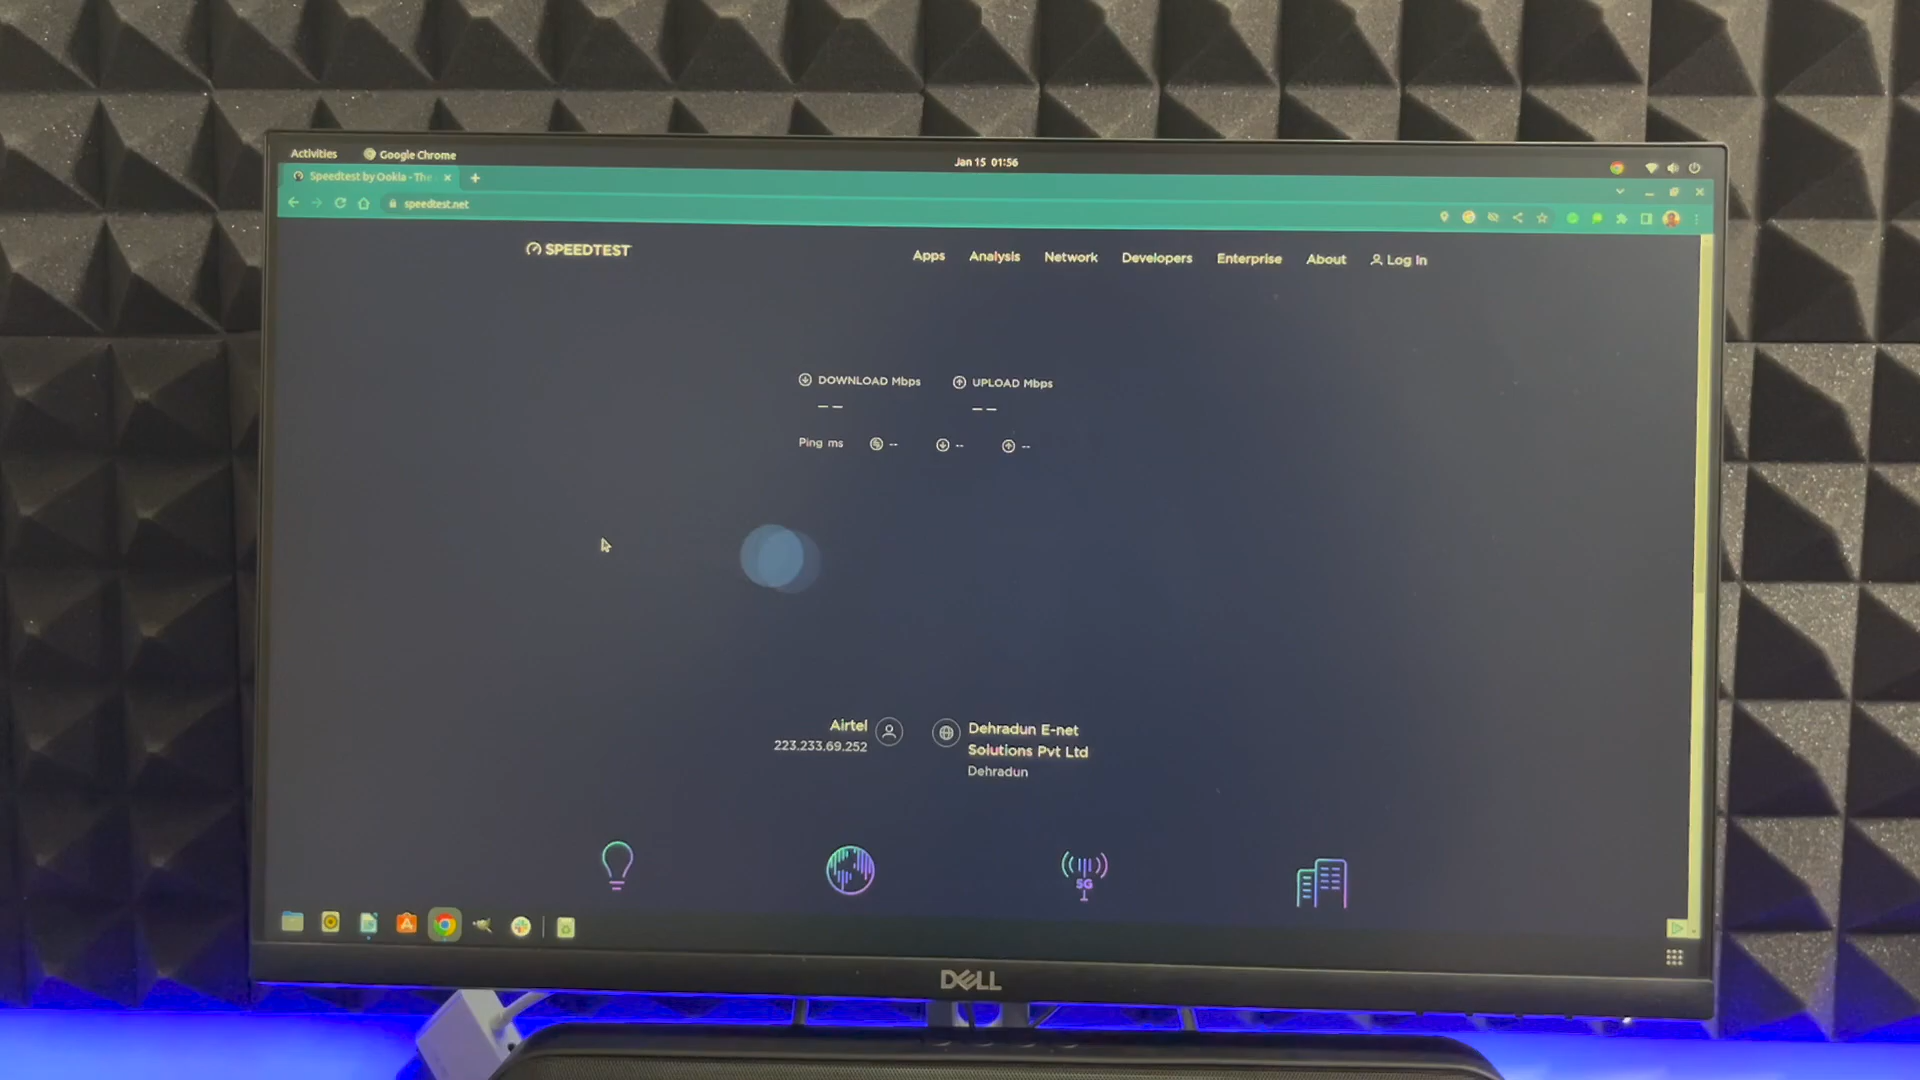 Activities
Google Chrome
Jan 15 01:56
Speedtest by Ookla - The
speedtest.net
SPEEDTEST
Apps
Analysis
Network
Developers
Enterprise
About
Log In
DOWNLOAD Mbps
UPLOAD Mbps
— —
— —
Ping ms
--
--
--
Airtel
223.233.69.252
Dehradun E-net
Solutions Pvt Ltd
Dehradun
5G
DELL